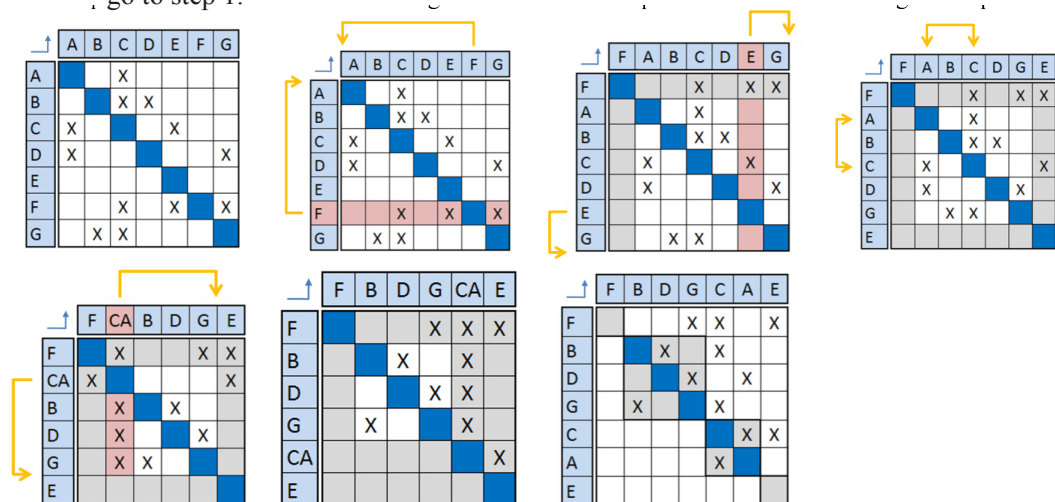 go to step 1.
A B C D E F G
A X
B X X
C X X
D X X
E
F X X X
G X X
A B C D E F G
A X
B X X
C X X
D X X
E
F X X X
G X X
F A B C D E G
F X X X
A X
B X X
C X X
D X X
E
G X X
F A B C D G E
F X X X
A X
B X X
C X X
D X X
G X X
E
F CA B D G E
F X X X
CA X X
B X X
D X X
G X X
E
F B D G CA E
F X X X
B X X
D X X
G X X
CA X
E
F B D G C A E
F X X X
B X X
D X X
G X X
C X X
A X
E